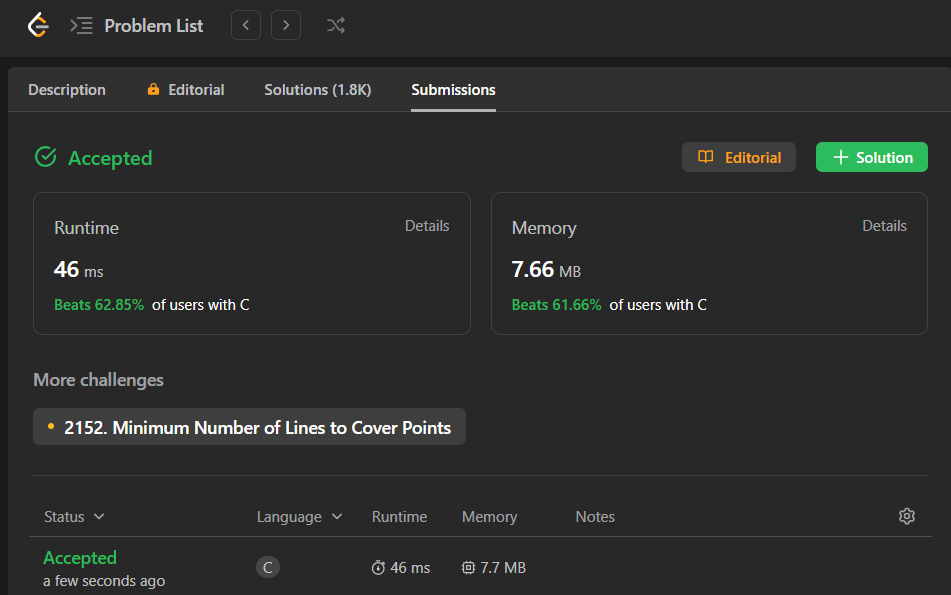 Problem List
Description Editorial Solutions (1.8K) Submissions
Accepted Editorial Solution
Runtime Details Memory Details
46 ms 7.66 MB
Beats 62.85% of users with C Beats 61.66% of users with C
More challenges
2152. Minimum Number of Lines to Cover Points
Status Language Runtime Memory Notes
Accepted
a few seconds ago C 46 ms 7.7 MB